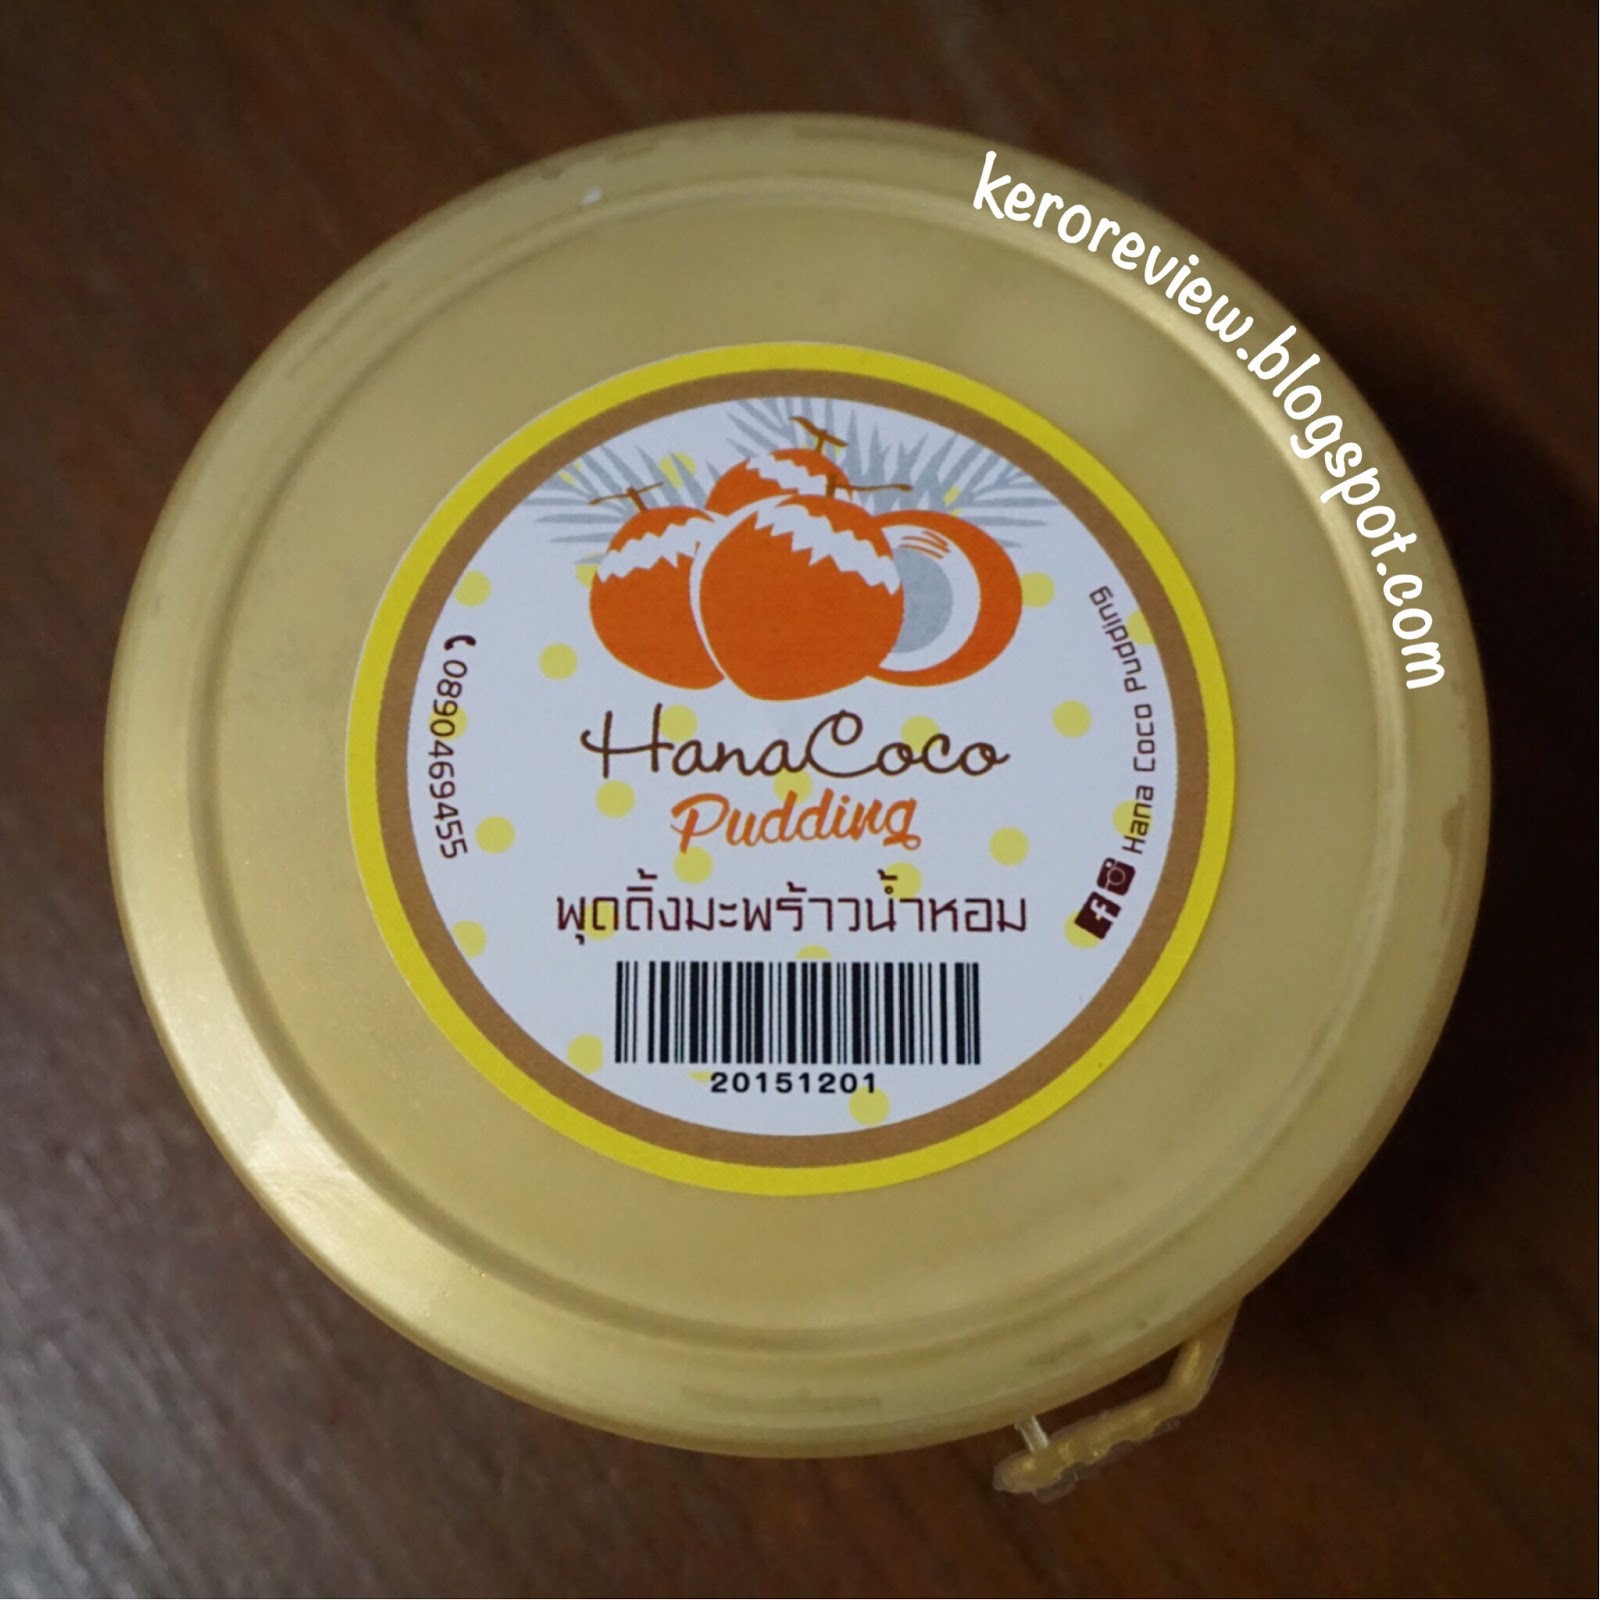 keroreview.blogspot.com
HanaCoco
Pudding
พุดดิ้งมะพร้าวน้ำหอม
20151201
0890469455
Hana Coco Pudding